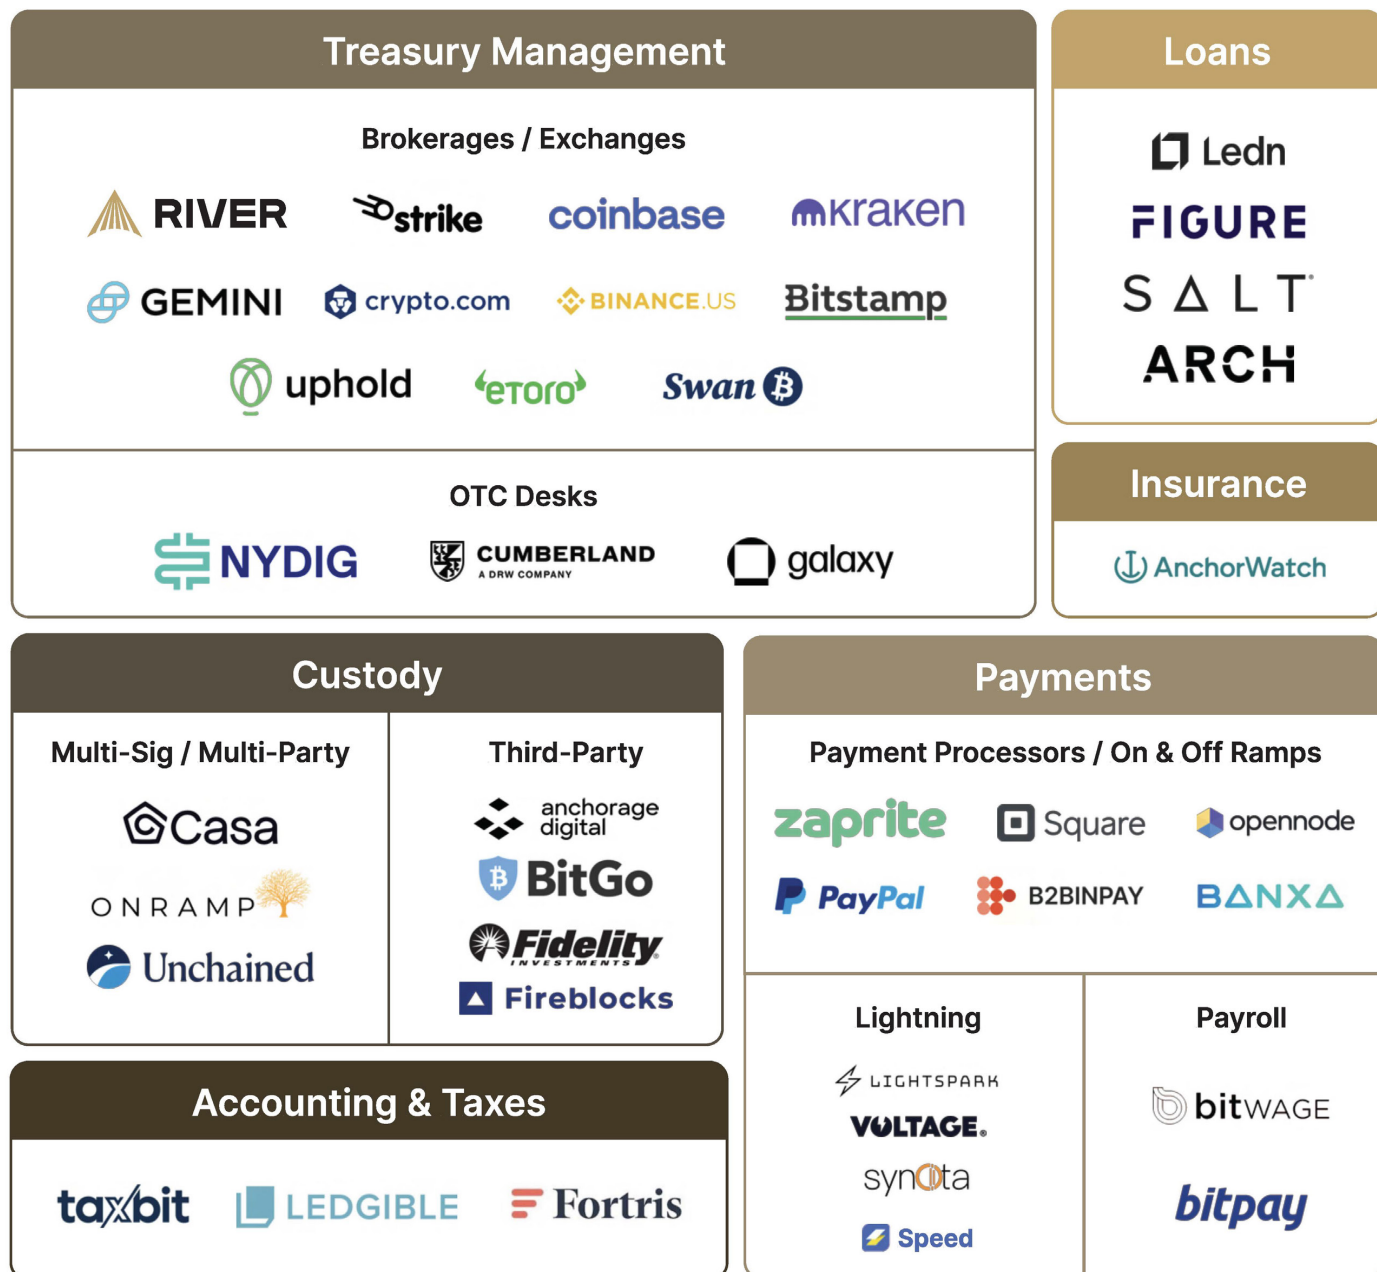 Treasury Management
Brokerages / Exchanges
RIVER
strike
coinbase
kraken
GEMINI
crypto.com
BINANCE.US
Bitstamp
uphold
eToro
Swan
OTC Desks
NYDIG
CUMBERLAND
A DRW COMPANY
galaxy
Loans
Ledn
FIGURE
SALT
ARCH
Insurance
AnchorWatch
Custody
Multi-Sig / Multi-Party
Casa
ONRAMP
Unchained
Third-Party
anchorage
digital
BitGo
Fidelity
INVESTMENTS
Fireblocks
Payments
Payment Processors / On & Off Ramps
zaprite
Square
opennode
PayPal
B2BINPAY
BANXA
Lightning
LIGHTSPARK
VOLTAGE®
synota
Speed
Payroll
bitWAGE
bitpay
Accounting & Taxes
taxbit
LEDGIBLE
Fortris